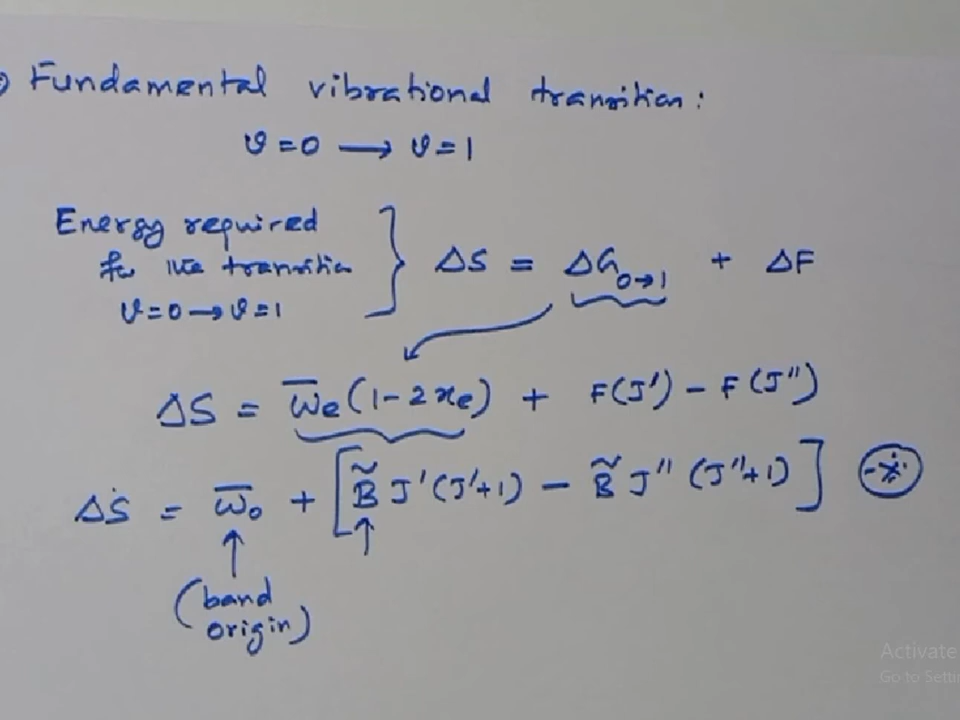 Fundamental vibrational transition:
v=0 → v=1
Energy required
for the transition
v=0→v=1
ΔS = ΔG₀→₁ + ΔF
ΔS = ω̅e(1-2xe) + F(J') - F(J'')
ΔS = ω̅₀ + [B̃ J'(J'+1) - B̃ J''(J''+1)] *
(band
origin)
Activate
Go to Setti